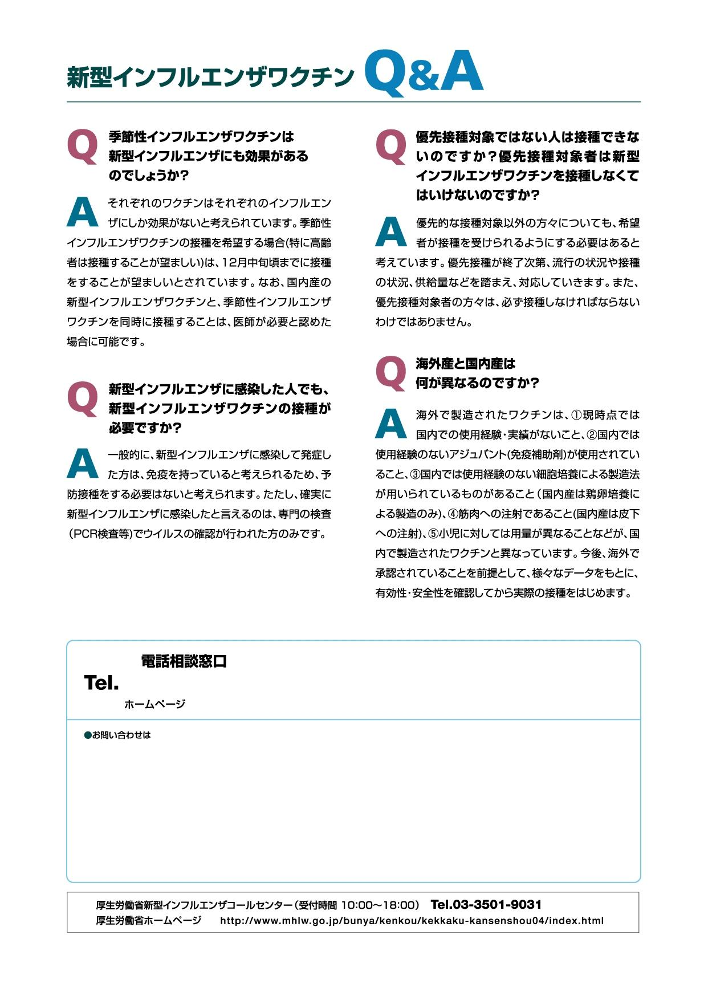 新型インフルエンザワクチン Q&A
Q 季節性インフルエンザワクチンは
新型インフルエンザにも効果がある
のでしょうか?
A それぞれのワクチンはそれぞれのインフルエン
ザにしか効果がないと考えられています。季節性
インフルエンザワクチンの接種を希望する場合(特に高齢
者は接種することが望ましい)は、12月中旬頃までに接種
をすることが望ましいとされています。なお、国内産の
新型インフルエンザワクチンと、季節性インフルエンザ
ワクチンを同時に接種することは、医師が必要と認めた
場合に可能です。
Q 新型インフルエンザに感染した人でも、
新型インフルエンザワクチンの接種が
必要ですか?
A 一般的に、新型インフルエンザに感染して発症し
た方は、免疫を持っていると考えられるため、予
防接種をする必要はないと考えられます。たたし、確実に
新型インフルエンザに感染したと言えるのは、専門の検査
(PCR検査等)でウイルスの確認が行われた方のみです。
Q 優先接種対象ではない人は接種できな
いのですか?優先接種対象者は新型
インフルエンザワクチンを接種しなくて
はいけないのですか?
A 優先的な接種対象以外の方々についても、希望
者が接種を受けられるようにする必要はあると
考えています。優先接種が終了次第、流行の状況や接種
の状況、供給量などを踏まえ、対応していきます。また、
優先接種対象者の方々は、必ず接種しなければならない
わけではありません。
Q 海外産と国内産は
何が異なるのですか?
A 海外で製造されたワクチンは、①現時点では
国内での使用経験・実績がないこと、②国内では
使用経験のないアジュバント(免疫補助剤)が使用されてい
ること、③国内では使用経験のない細胞培養による製造法
が用いられているものがあること(国内産は鶏卵培養に
よる製造のみ)、④筋肉への注射であること(国内産は皮下
への注射)、⑤小児に対しては用量が異なることなどが、国
内で製造されたワクチンと異なっています。今後、海外で
承認されていることを前提として、様々なデータをもとに、
有効性・安全性を確認してから実際の接種をはじめます。
電話相談窓口
Tel.
ホームページ
●お問い合わせは
厚生労働省新型インフルエンザコールセンター(受付時間 10:00〜18:00) Tel.03-3501-9031
厚生労働省ホームページ http://www.mhlw.go.jp/bunya/kenkou/kekkaku-kansenshou04/index.html